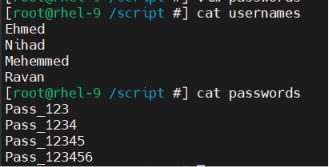 [root@rhel-9 /script #] cat usernames
Ehmed
Nihad
Mehemmed
Ravan
[root@rhel-9 /script #] cat passwords
Pass_123
Pass_1234
Pass_12345
Pass_123456